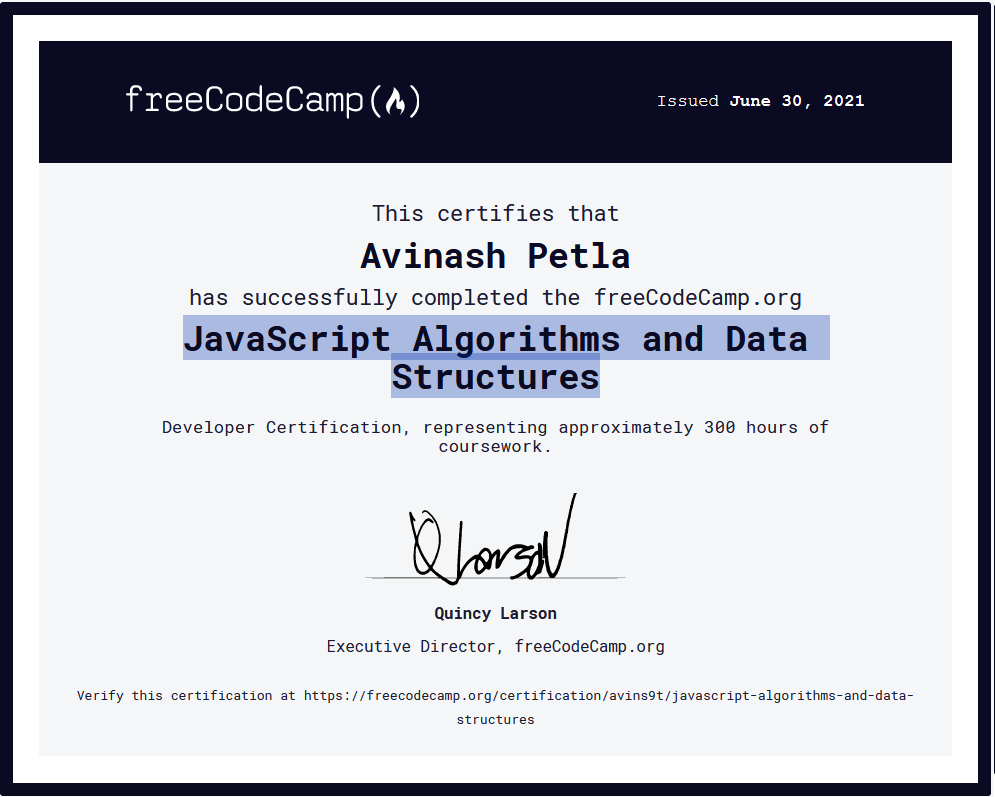 freeCodeCamp
Issued June 30, 2021
This certifies that
Avinash Petla
has successfully completed the freeCodeCamp.org
JavaScript Algorithms and Data
Structures
Developer Certification, representing approximately 300 hours of
coursework.
Q Larson
Quincy Larson
Executive Director, freeCodeCamp.org
Verify this certification at https://freecodecamp.org/certification/avins9t/javascript-algorithms-and-data-
structures